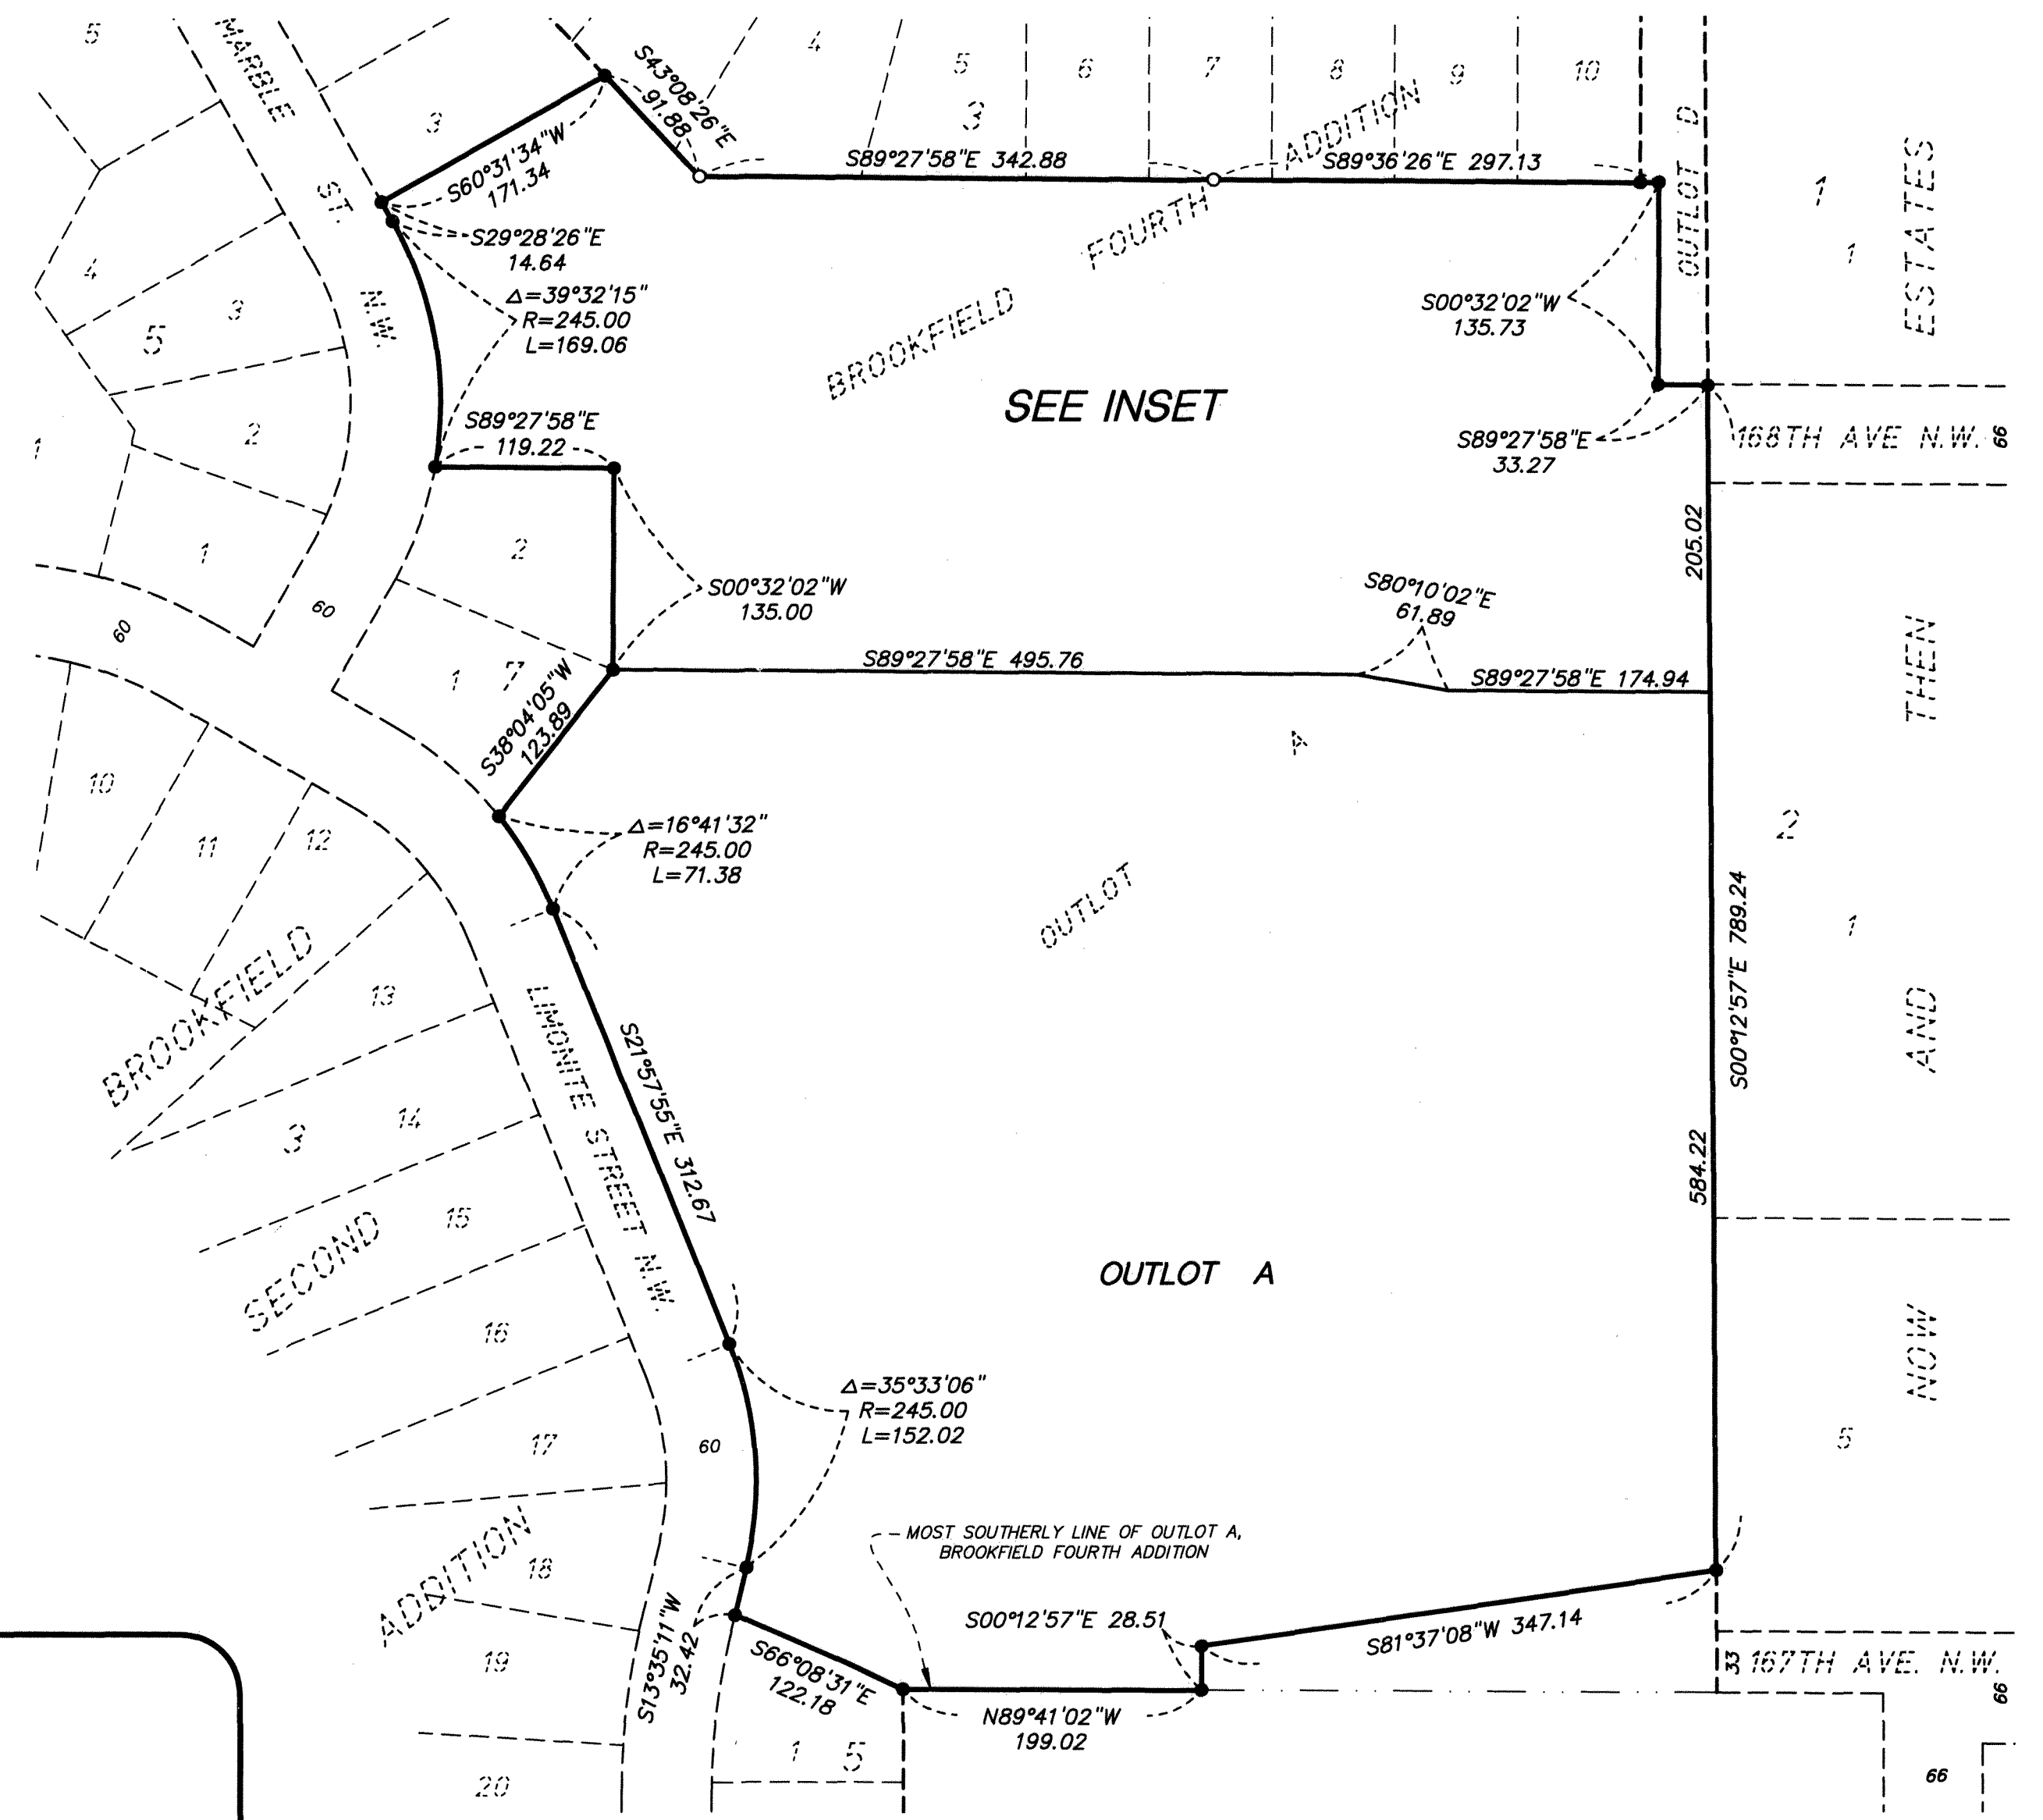 5
MARBLE
ST.
N.W.
3
S43°08'26"E
91.88
4
5
3
6
7
8
9
10
S60°31'34"W
171.34
S89°27'58"E 342.88
ADDITION
S89°36'26"E 297.13
OUTLOT D
1
1
ESTATES
S29°28'26"E
14.64
FOURTH
4
3
5
Δ=39°32'15"
R=245.00
L=169.06
BROOKFIELD
S00°32'02"W
135.73
SEE INSET
1
2
S89°27'58"E
119.22
S89°27'58"E
33.27
168TH AVE N.W.
66
1
2
205.02
60
60
S00°32'02"W
135.00
S80°10'02"E
61.89
1
7
S89°27'58"E 495.76
S89°27'58"E 174.94
THEN
S38°04'05"W
123.89
A
10
11
12
Δ=16°41'32"
R=245.00
L=71.38
2
OUTLOT
1
S00°12'57"E 789.24
BROOKFIELD
13
LIMONITE STREET N.W.
S21°57'55"E 312.67
AND
3
14
584.22
SECOND
15
OUTLOT A
16
NOW
Δ=35°33'06"
R=245.00
L=152.02
17
60
5
ADDITION
18
MOST SOUTHERLY LINE OF OUTLOT A,
BROOKFIELD FOURTH ADDITION
S00°12'57"E 28.51
S81°37'08"W 347.14
19
S13°35'11"W
32.42
S66°08'31"E
122.18
33
167TH AVE. N.W.
66
N89°41'02"W
199.02
1
5
20
66